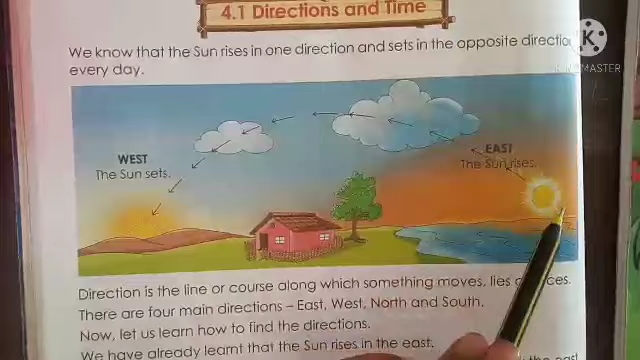 4.1 Directions and Time
We know that the Sun rises in one direction and sets in the opposite
every day.
MASTER
WEST
The Sun sets.
EAST
The Sun rises.
Direction is the line or course along which something moves, lies
There are four main directions – East, West, North and South.
Now, let us learn how to find the directions.
We have already learnt that the Sun rises in the east.
the east